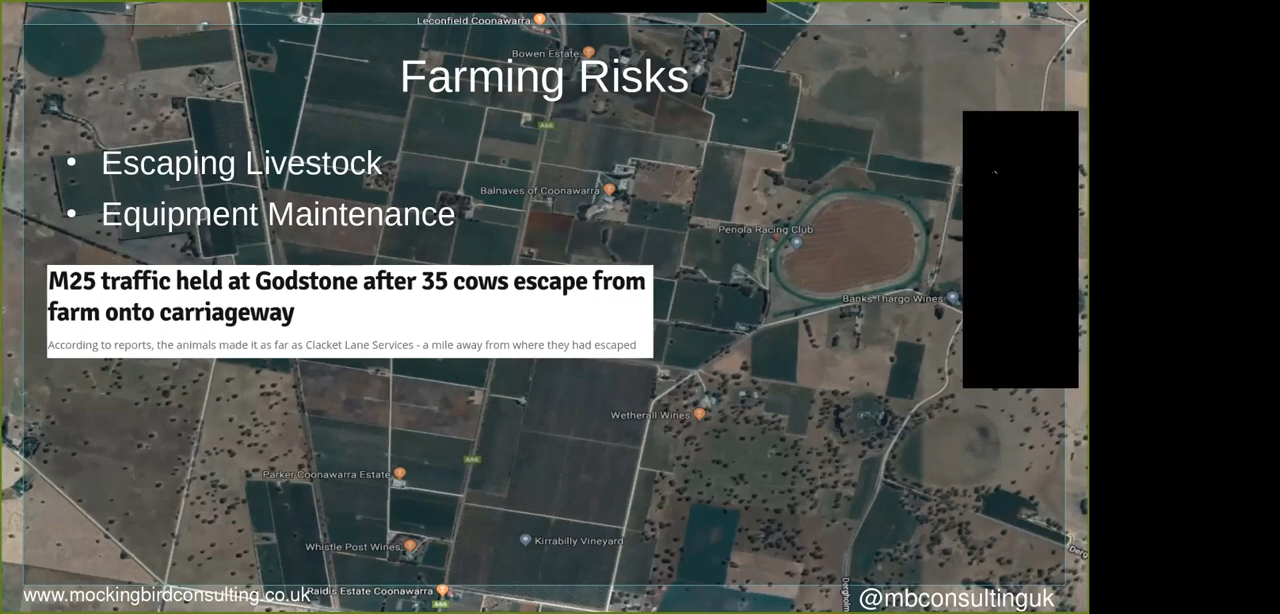 Leconfield Coonawarra
Bowen Estate
Farming Risks
A66
• Escaping Livestock
Balnaves of Coonawarra
• Equipment Maintenance
Penola Racing Club
M25 traffic held at Godstone after 35 cows escape from
farm onto carriageway
Banks Thargo Wines
According to reports, the animals made it as far as Clacket Lane Services - a mile away from where they had escaped
Wetherall Wines
A66
Parker Coonawarra Estate
Kirrabilly Vineyard
Whistle Post Wines
Raidis Estate Coonawarra
A66
www.mockingbirdconsulting.co.uk
@mbconsultinguk